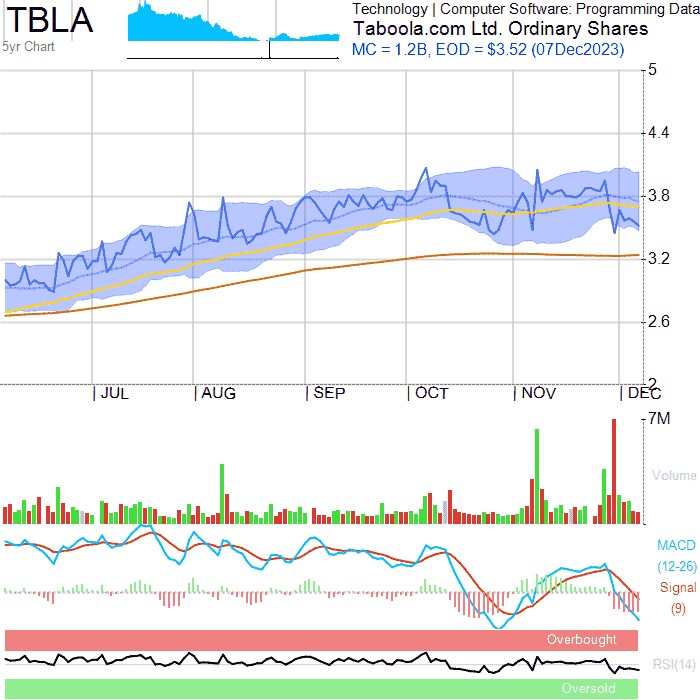 TBLA
5yr Chart
Technology | Computer Software: Programming Data
Taboola.com Ltd. Ordinary Shares
MC = 1.2B, EOD = $3.52 (07Dec2023)
5
4.4
3.8
3.2
2.6
2
JUL
AUG
SEP
OCT
NOV
DEC
7M
Volume
MACD
(12-26)
Signal
(9)
Overbought
RSI(14)
Oversold